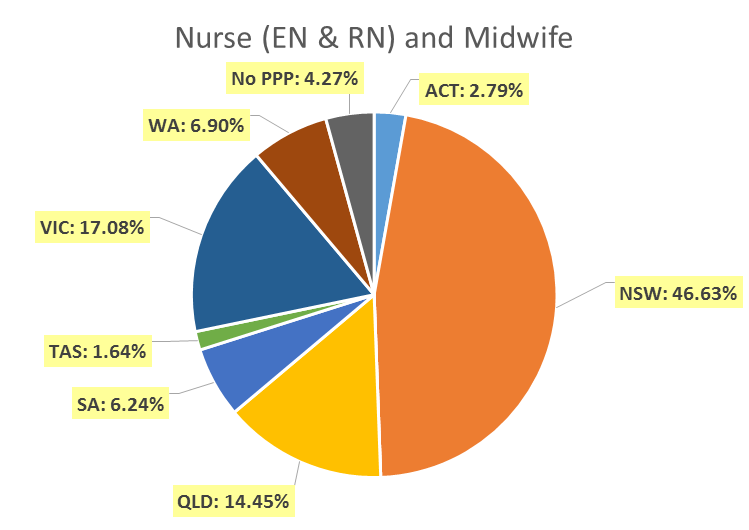 Nurse (EN & RN) and Midwife
No PPP: 4.27%
ACT: 2.79%
WA: 6.90%
VIC: 17.08%
NSW: 46.63%
TAS: 1.64%
SA: 6.24%
QLD: 14.45%